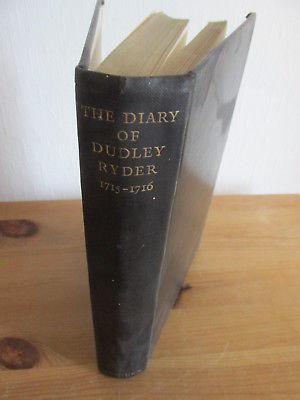 THE DIARY
OF
DUDLEY
RYDER
1715-1716